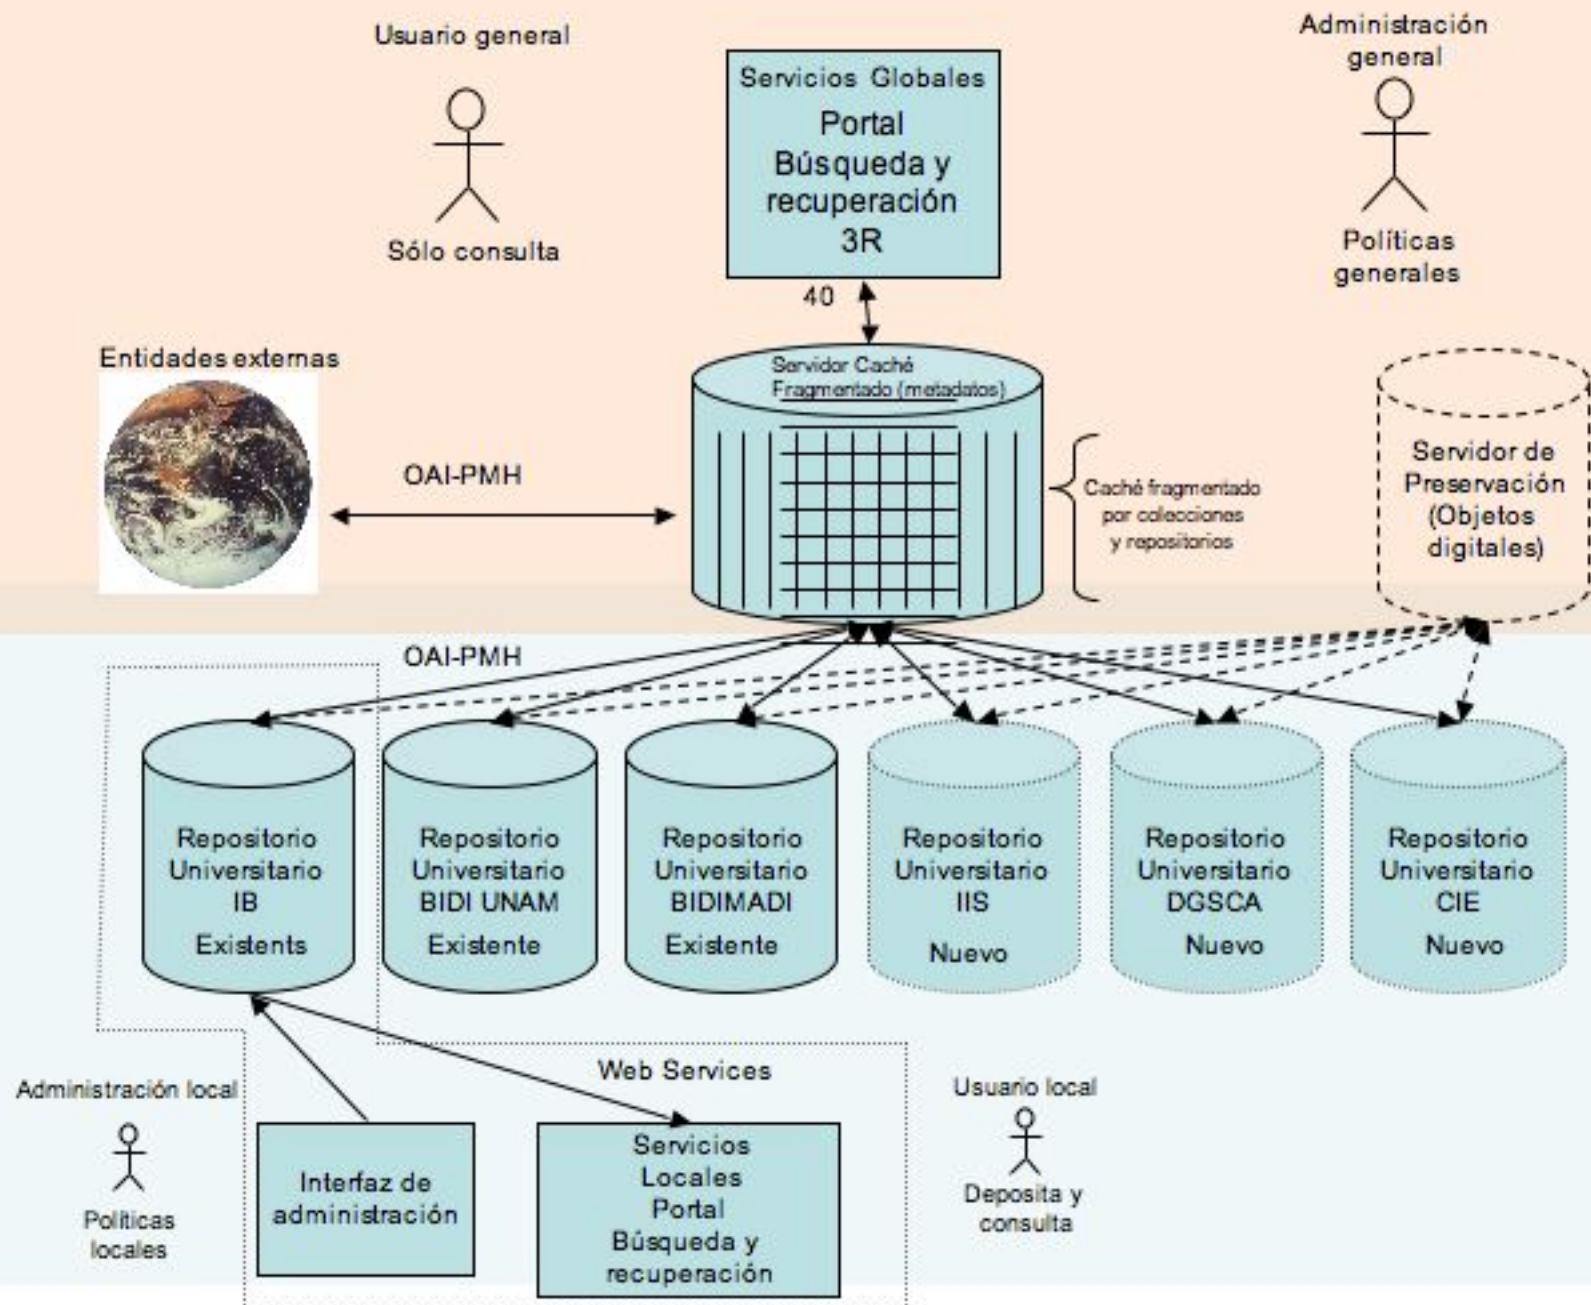 Usuario general
Sólo consulta
Servicios Globales
Portal
Búsqueda y
recuperación
3R
Administración
general
Políticas
generales
40
Entidades externas
OAI-PMH
Servidor Caché
Fragmentado (metadatos)
Caché fragmentado
por colecciones
y repositorios
Servidor de
Preservación
(Objetos
digitales)
OAI-PMH
Repositorio
Universitario
IB
Existents
Repositorio
Universitario
BIDI UNAM
Existente
Repositorio
Universitario
BIDIMADI
Existente
Repositorio
Universitario
IIS
Nuevo
Repositorio
Universitario
DGSCA
Nuevo
Repositorio
Universitario
CIE
Nuevo
Administración local
Políticas
locales
Interfaz de
administración
Web Services
Servicios
Locales
Portal
Búsqueda y
recuperación
Usuario local
Deposita y
consulta